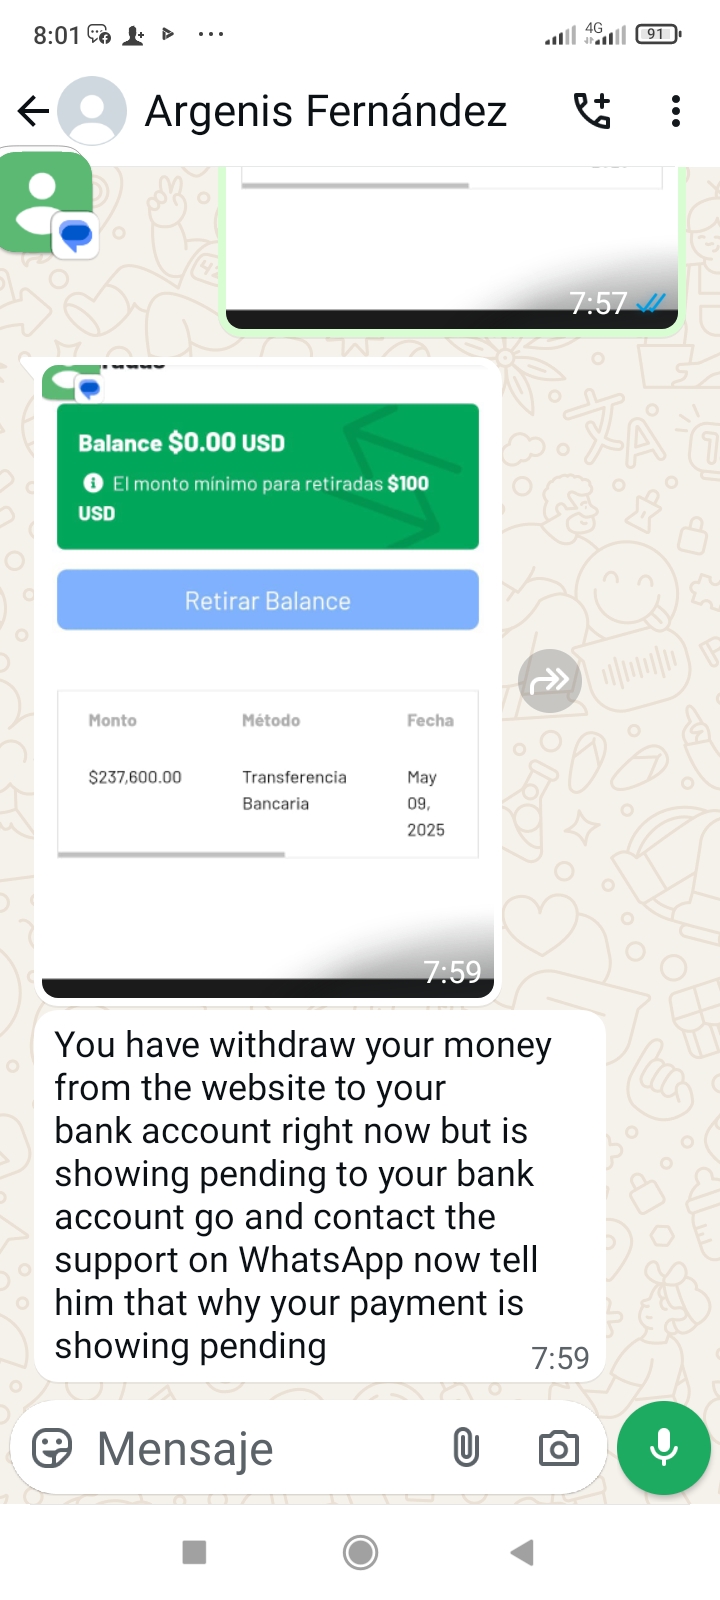 8:01 ... 4G 91
Argenis Fernández
7:57
Balance $0.00 USD
El monto mínimo para retiradas $100
USD
Retirar Balance
Monto Método Fecha
$237,600.00 Transferencia May
Bancaria 09,
2025
7:59
You have withdraw your money
from the website to your
bank account right now but is
showing pending to your bank
account go and contact the
support on WhatsApp now tell
him that why your payment is
showing pending
7:59
Mensaje